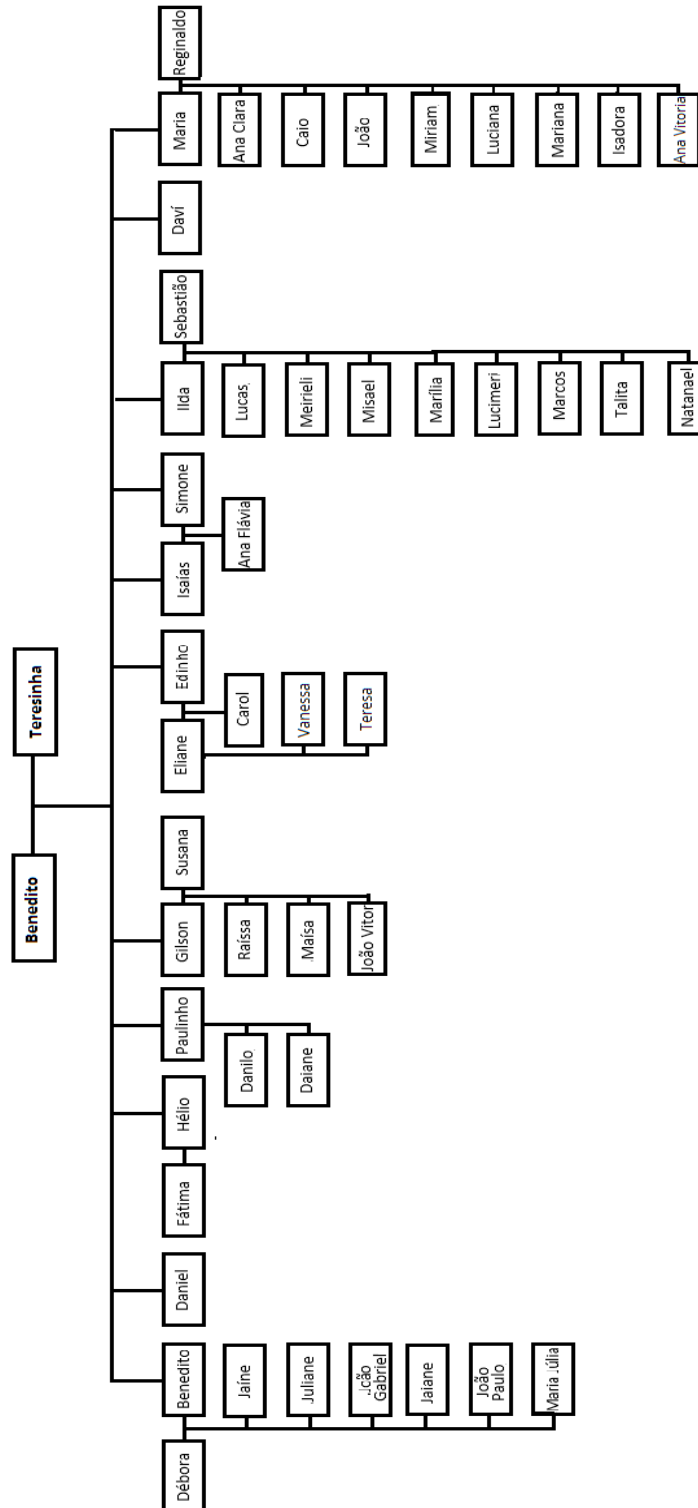 Benedito
Teresinha
Débora
Benedito
Daniel
Fátima
Hélio
Paulinho
Gilson
Susana
Eliane
Edinho
Isaías
Simone
Ilda
Sebastião
Daví
Maria
Reginaldo
Jaíne
Danilo
Raíssa
Carol
Ana Flávia
Lucas
Ana Clara
Juliane
Daiane
Maísa
Vanessa
Meirieli
Caio
João
Gabriel
João Vitor
Teresa
Misael
João
Jaiane
Marília
Miriam
João
Paulo
Lucimeri
Luciana
Maria Júlia
Marcos
Mariana
Talita
Isadora
Natanael
Ana Vitoria